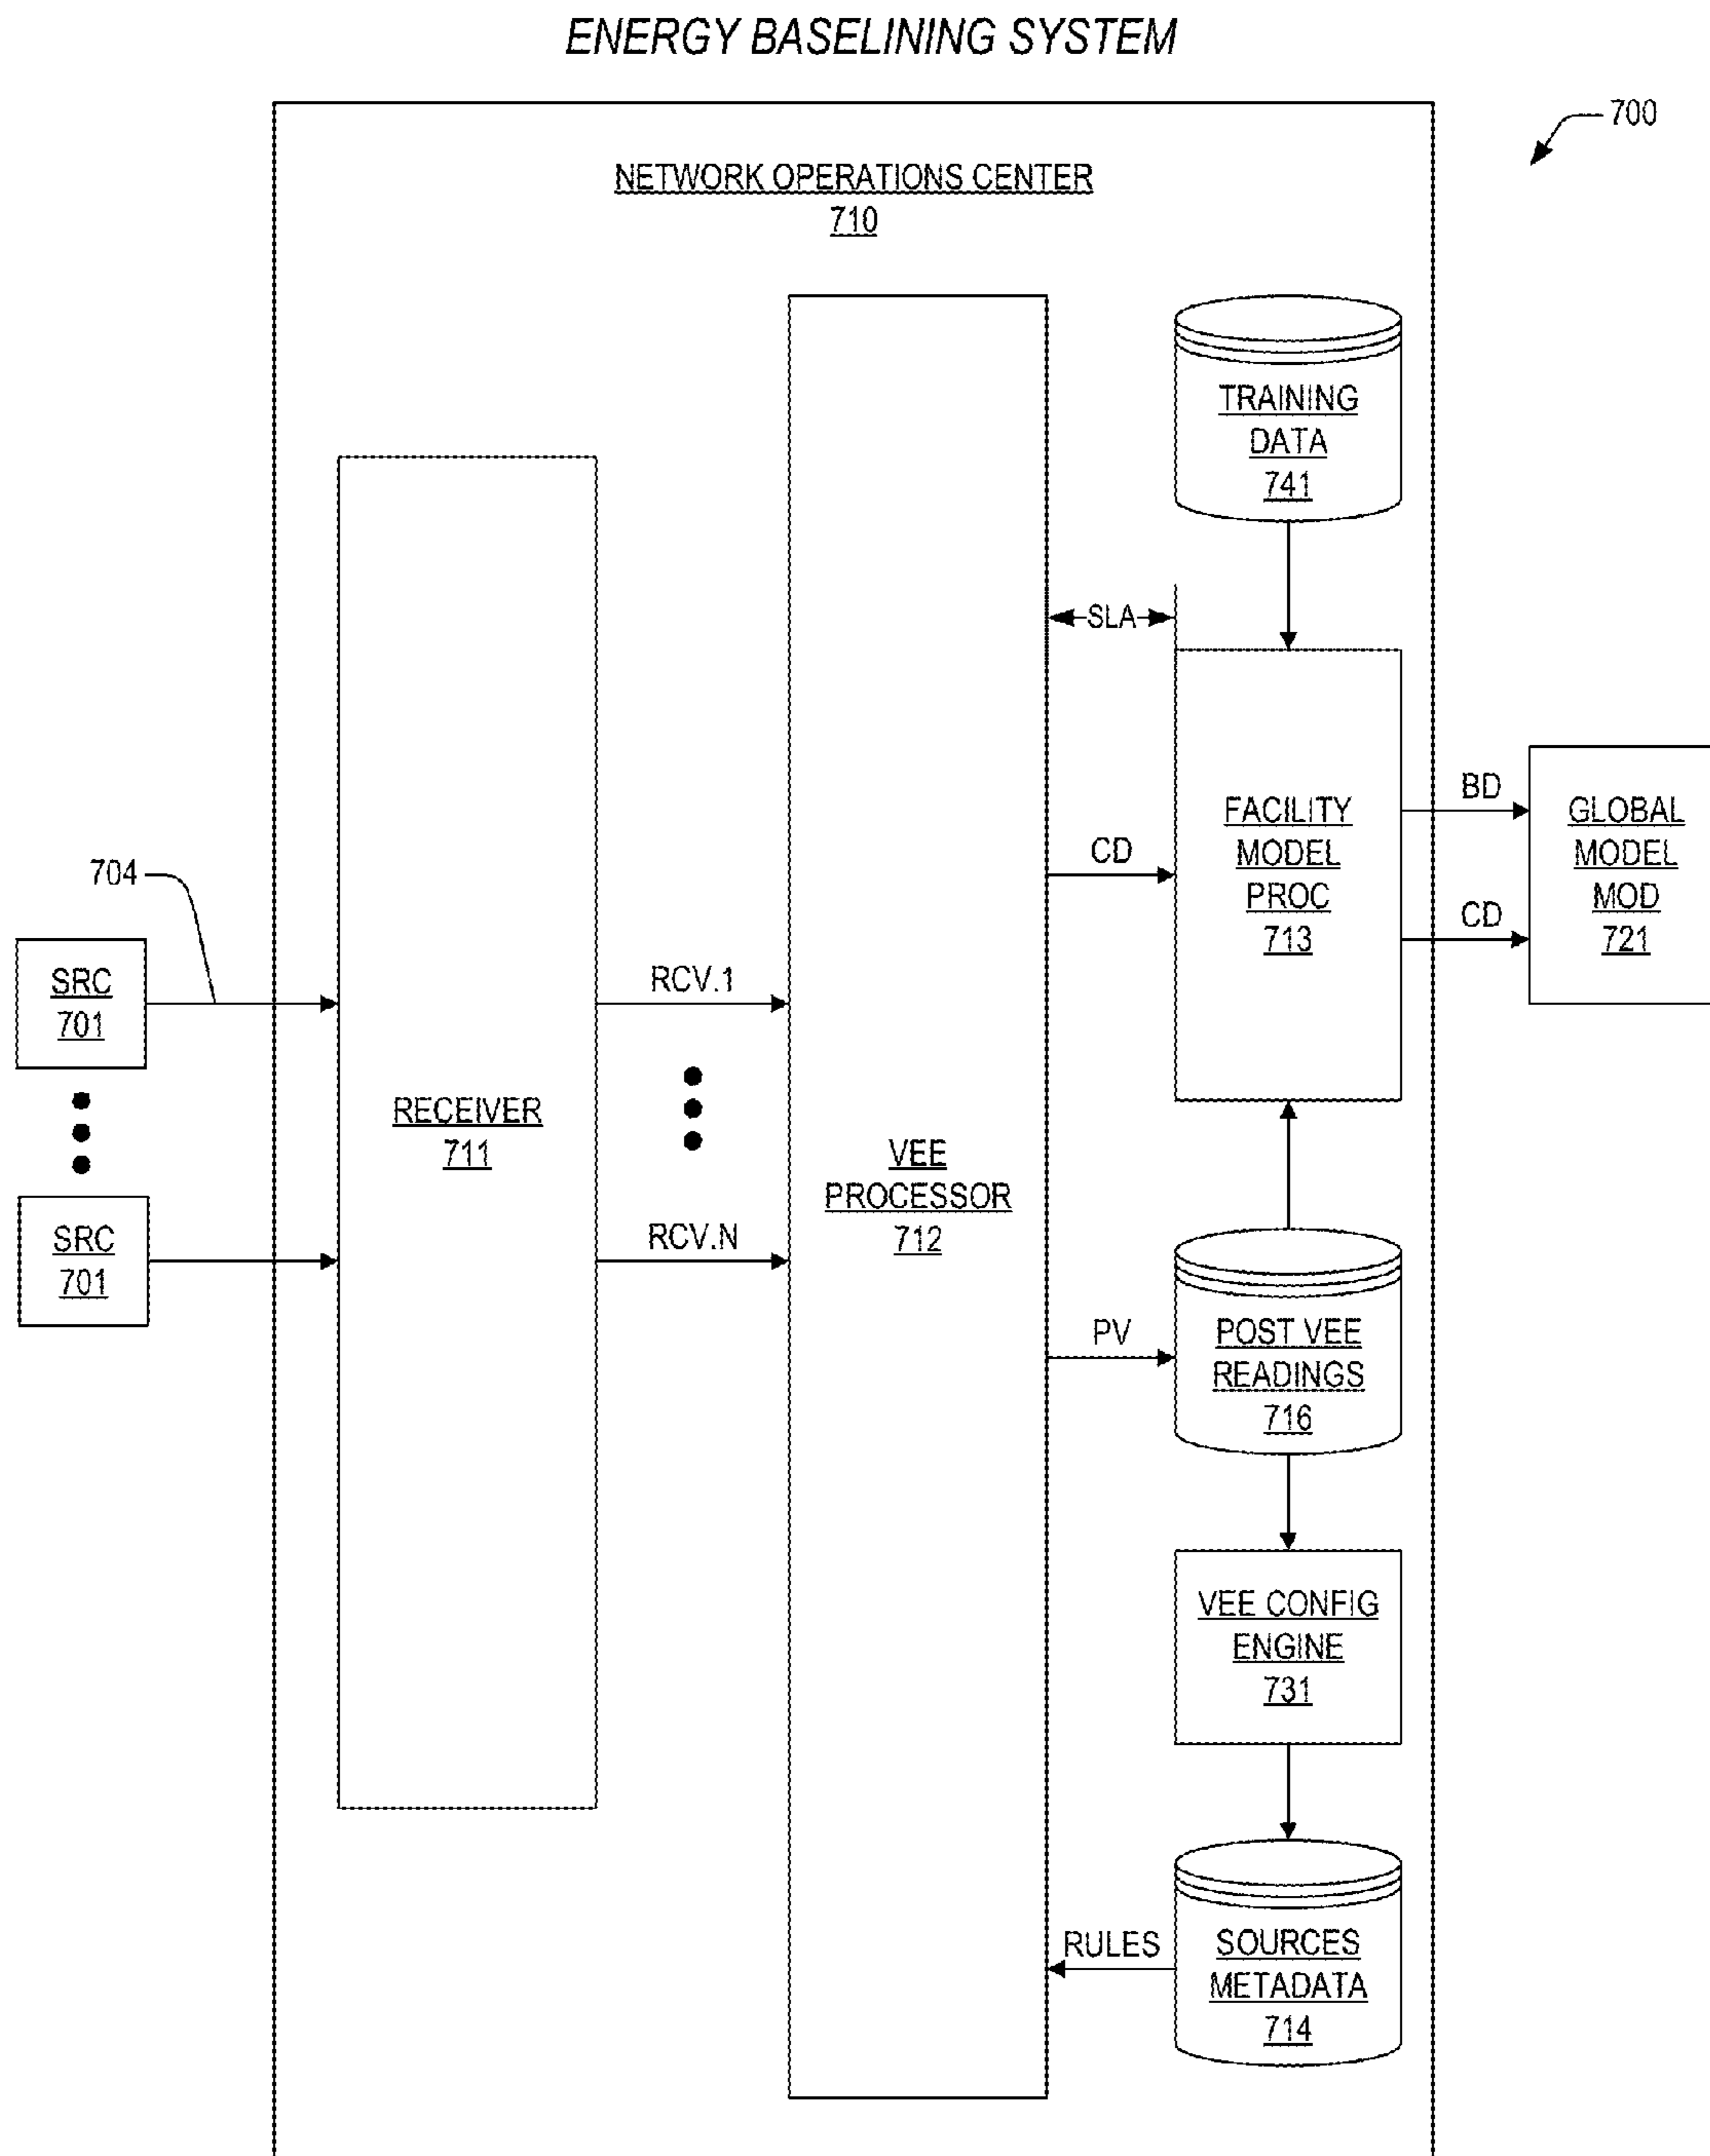 ENERGY BASELINING SYSTEM
700
NETWORK OPERATIONS CENTER
710
TRAINING
DATA
741
SLA
FACILITY
MODEL
PROC
713
BD
CD
GLOBAL
MODEL
MOD
721
CD
704
SRC
701
SRC
701
RECEIVER
711
RCV.1
RCV.N
VEE
PROCESSOR
712
PV
POST VEE
READINGS
716
VEE CONFIG
ENGINE
731
RULES
SOURCES
METADATA
714